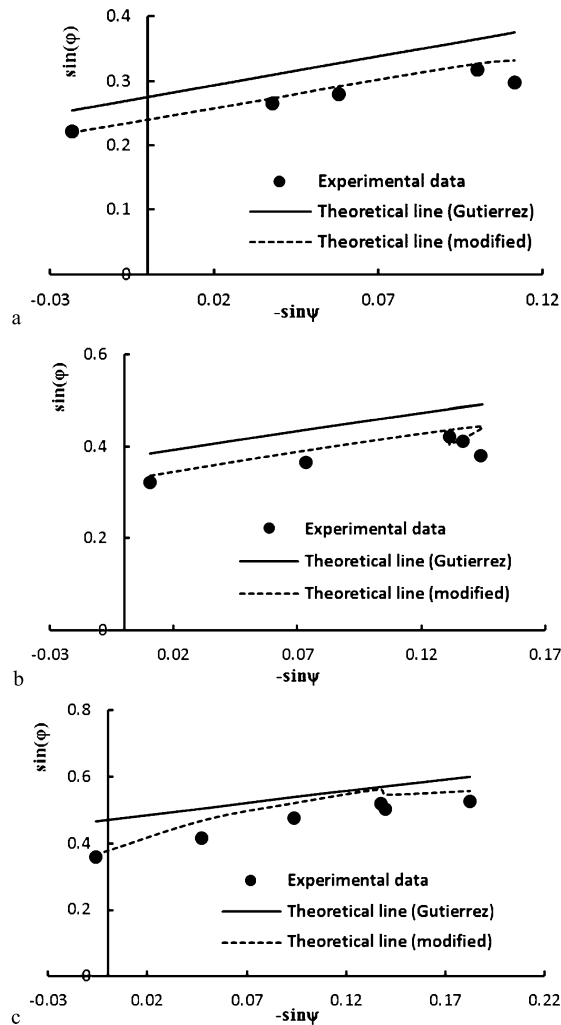 sin(φ)
0.4
0.3
0.2
0.1
0
Experimental data
Theoretical line (Gutierrez)
Theoretical line (modified)
-0.03 0.02 0.07 0.12
-sinψ
a
sin(φ)
0.6
0.4
0.2
0
Experimental data
Theoretical line (Gutierrez)
Theoretical line (modified)
-0.03 0.02 0.07 0.12 0.17
-sinψ
b
sin(φ)
0.8
0.6
0.4
0.2
0
Experimental data
Theoretical line (Gutierrez)
Theoretical line (modified)
-0.03 0.02 0.07 0.12 0.17 0.22
-sinψ
c